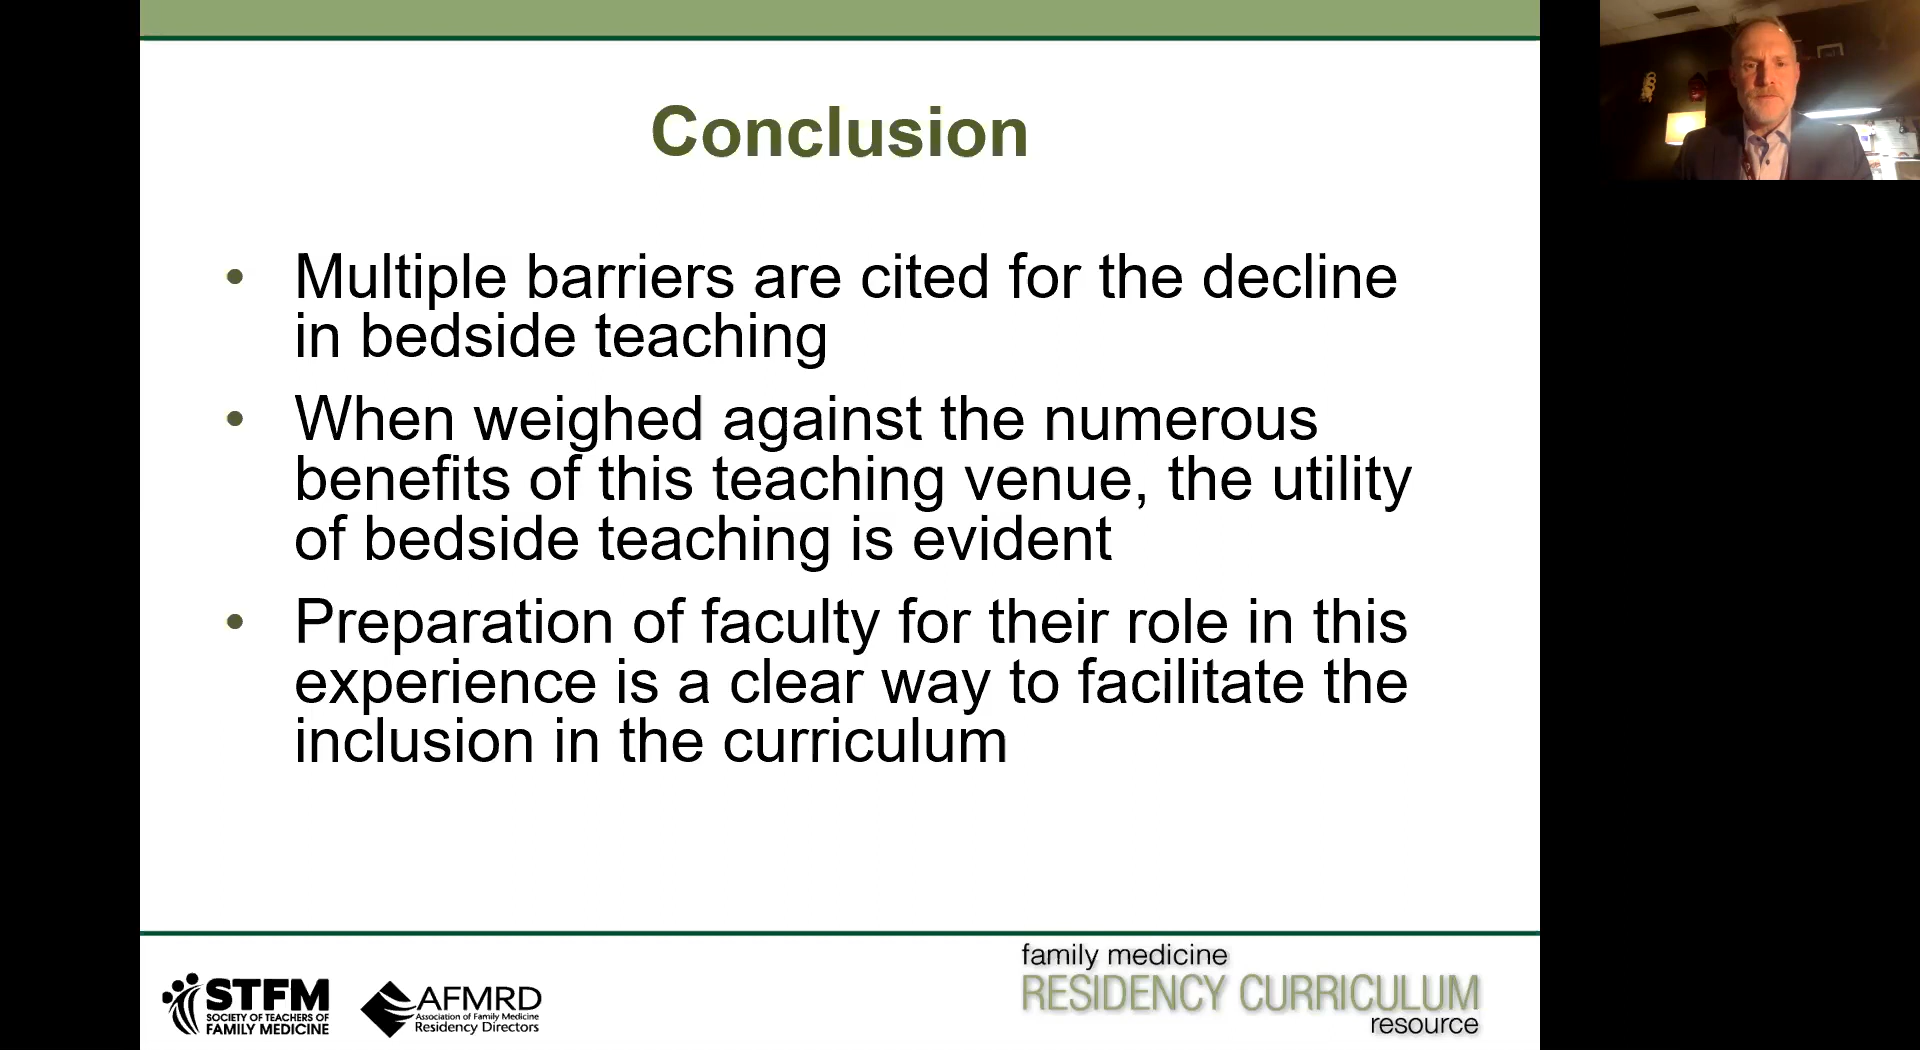 Conclusion
• Multiple barriers are cited for the decline
in bedside teaching
• When weighed against the numerous
benefits of this teaching venue, the utility
of bedside teaching is evident
• Preparation of faculty for their role in this
experience is a clear way to facilitate the
inclusion in the curriculum
STFM
SOCIETY OF TEACHERS OF
FAMILY MEDICINE
AFMRD
Association of Family Medicine
Residency Directors
family medicine
RESIDENCY CURRICULUM
resource